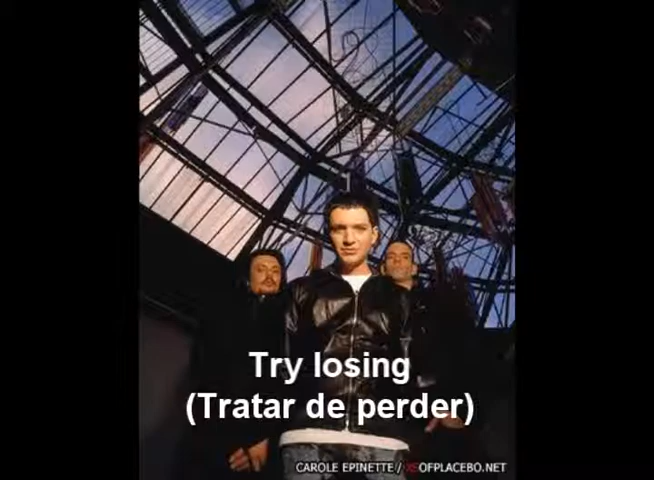 Try losing
(Tratar de perder)
CAROLE EPINETTE / XSOFPLACEBO.NET